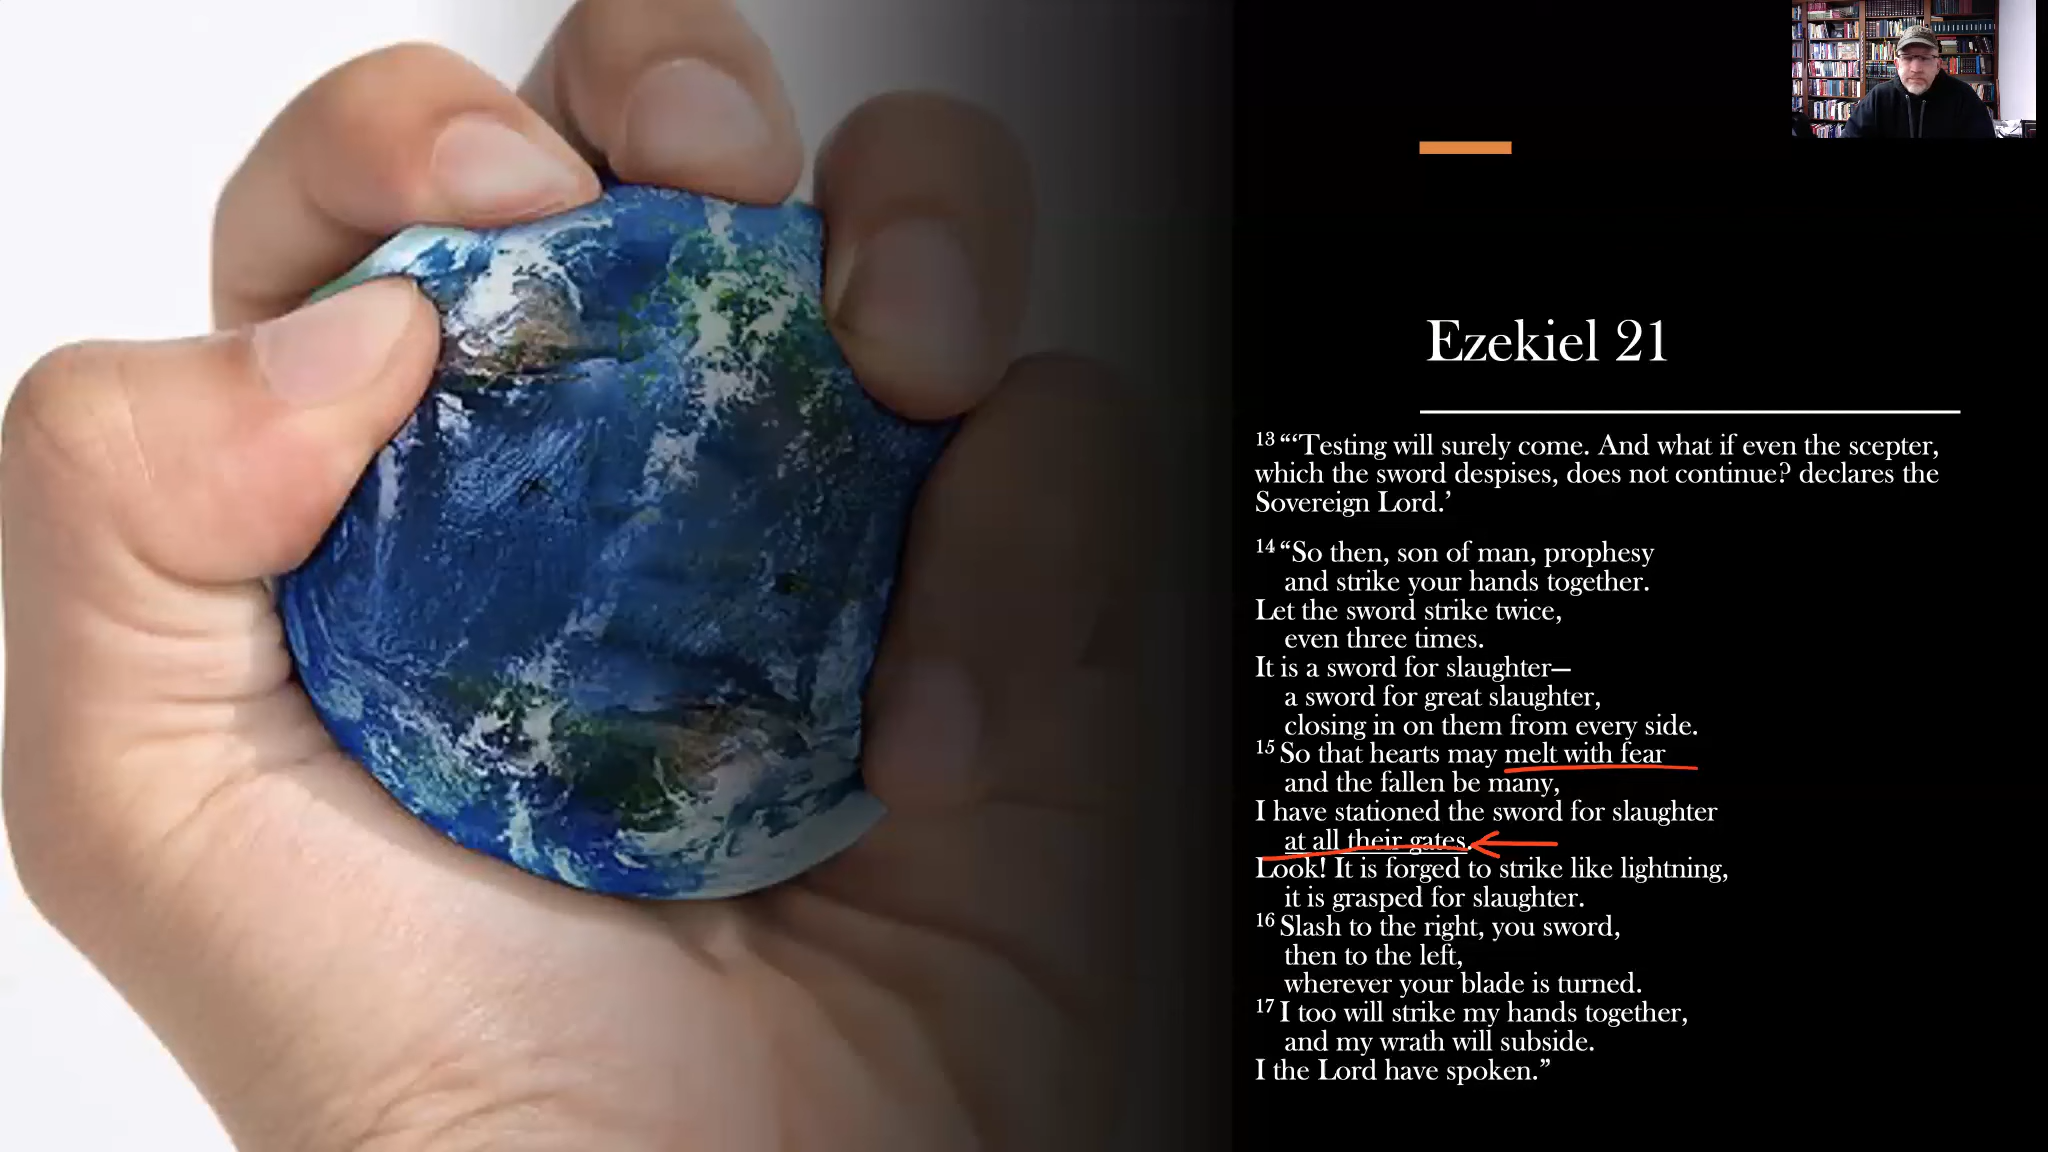 Ezekiel 21
13 “‘Testing will surely come. And what if even the scepter,
which the sword despises, does not continue? declares the
Sovereign Lord.’
14 “So then, son of man, prophesy
and strike your hands together.
Let the sword strike twice,
even three times.
It is a sword for slaughter—
a sword for great slaughter,
closing in on them from every side.
15 So that hearts may melt with fear
and the fallen be many,
I have stationed the sword for slaughter
at all their gates.
Look! It is forged to strike like lightning,
it is grasped for slaughter.
16 Slash to the right, you sword,
then to the left,
wherever your blade is turned.
17 I too will strike my hands together,
and my wrath will subside.
I the Lord have spoken.”